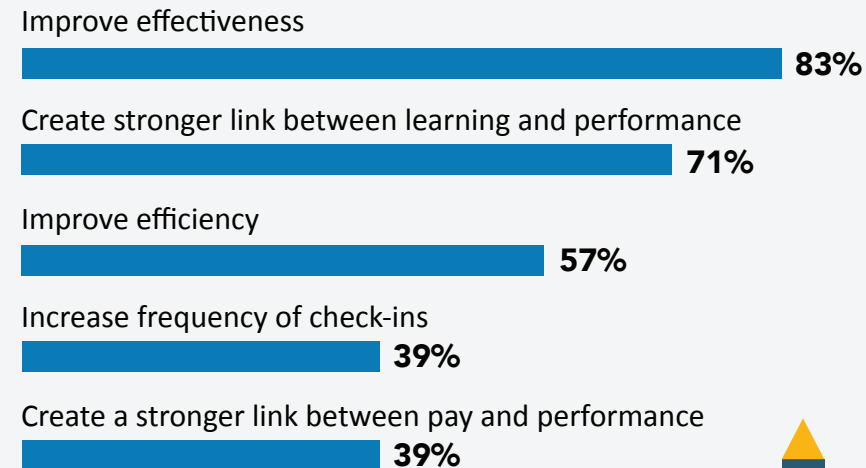 Improve effectiveness
83%
Create stronger link between learning and performance
71%
Improve efficiency
57%
Increase frequency of check-ins
39%
Create a stronger link between pay and performance
39%